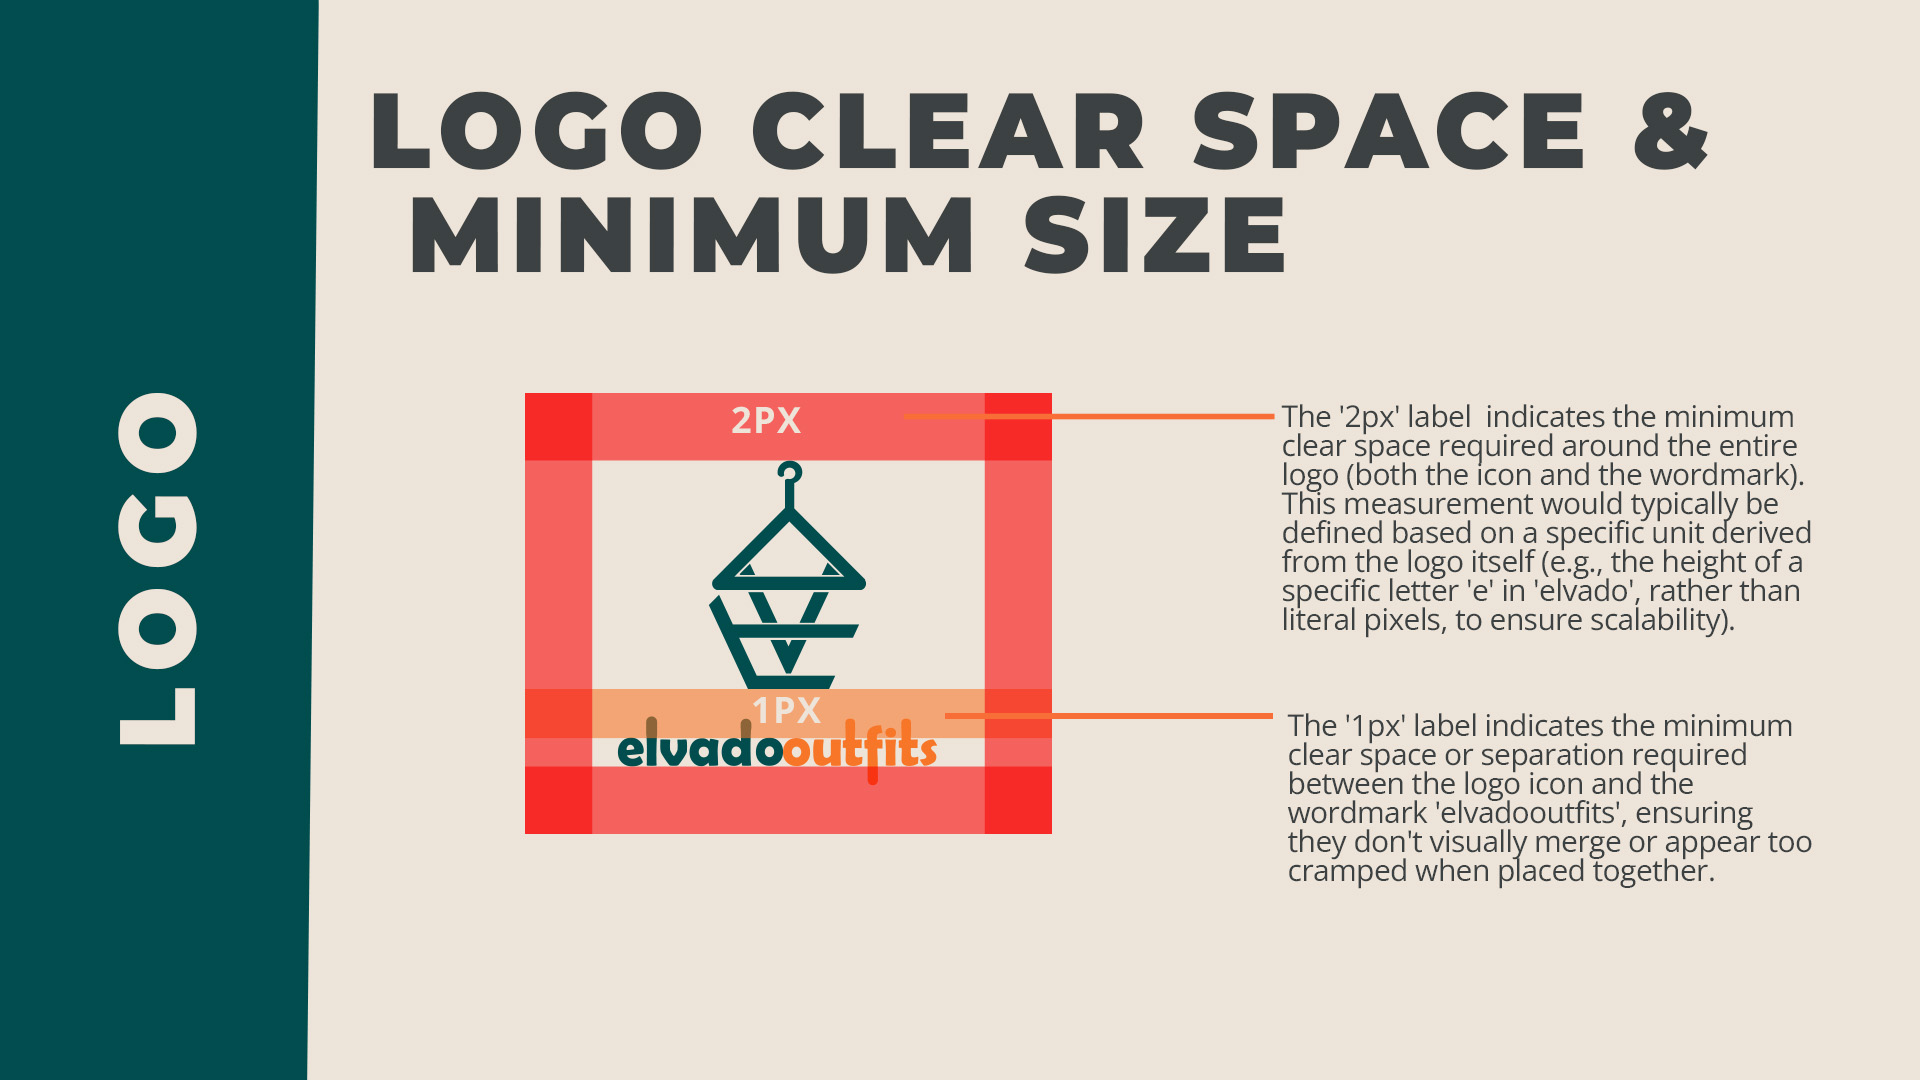 LOGO CLEAR SPACE &
MINIMUM SIZE
LOGO
2PX
1PX
elvadooutfits
The '2px' label  indicates the minimum
clear space required around the entire
logo (both the icon and the wordmark).
This measurement would typically be
defined based on a specific unit derived
from the logo itself (e.g., the height of a
specific letter 'e' in 'elvado', rather than
literal pixels, to ensure scalability).
The '1px' label indicates the minimum
clear space or separation required
between the logo icon and the
wordmark 'elvadooutfits', ensuring
they don't visually merge or appear too
cramped when placed together.